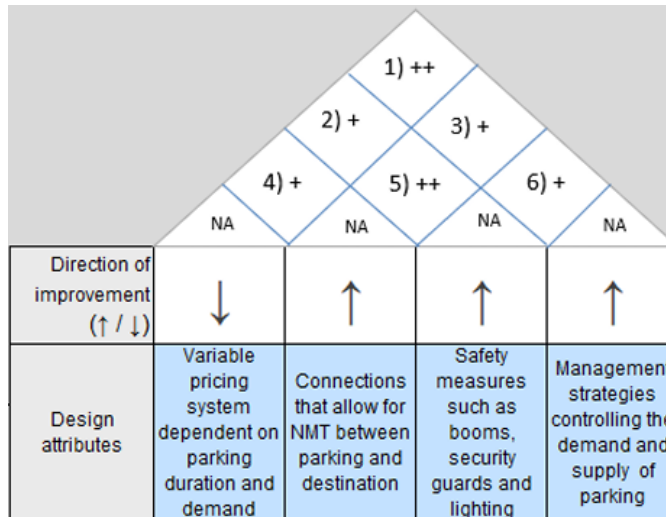 1) ++
2) +
3) +
4) +
5) ++
6) +
NA
NA
NA
NA
Direction of
improvement
(↑ / ↓)
↓
↑
↑
↑
Design
attributes
Variable
pricing
system
dependent on
parking
duration and
demand
Connections
that allow for
NMT between
parking and
destination
Safety
measures
such as
booms,
security
guards and
lighting
Management
strategies
controlling the
demand and
supply of
parking